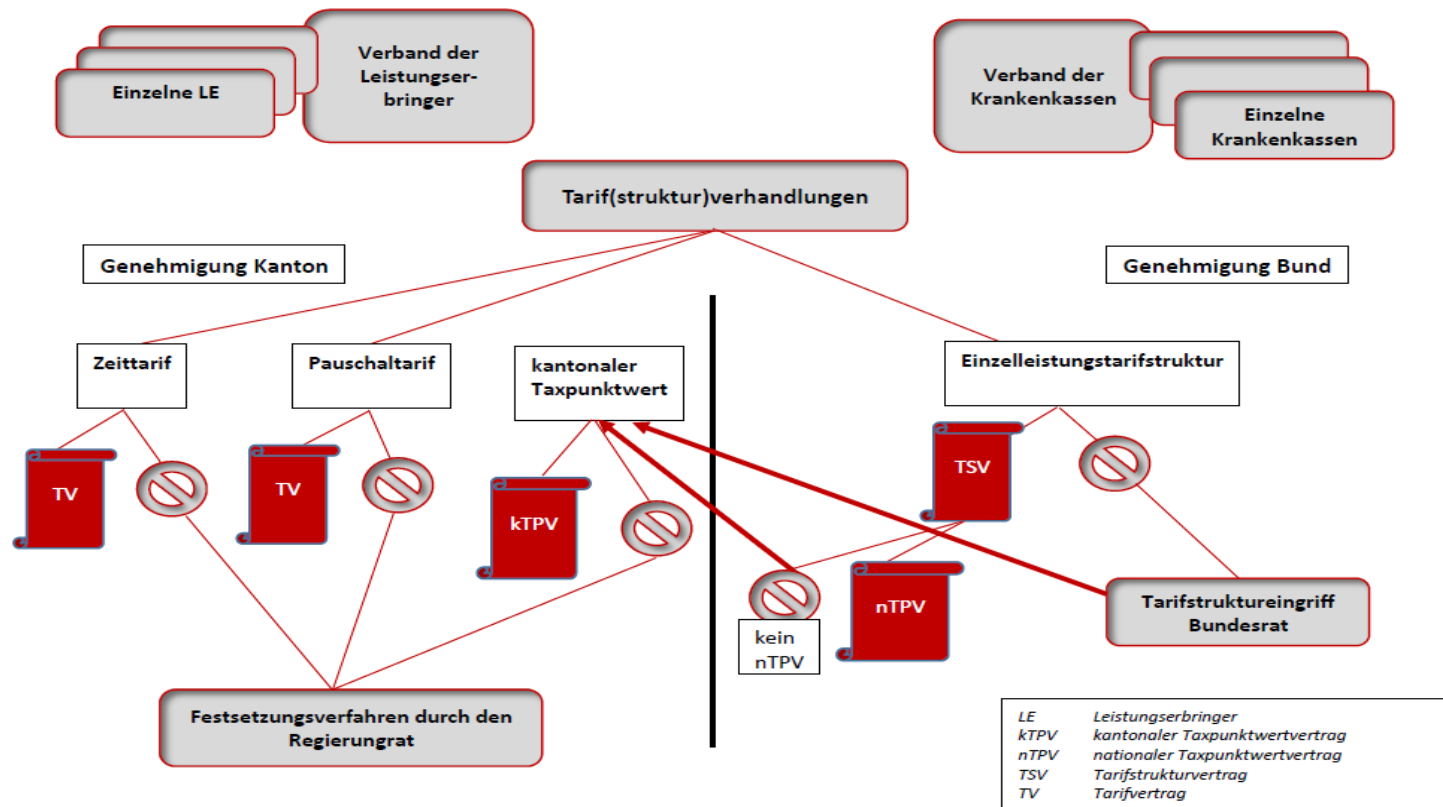 Verband der
Leistungser-
bringer
Einzelne LE
Verband der
Krankenkassen
Einzelne
Krankenkassen
Tarif(struktur)verhandlungen
Genehmigung Kanton
Genehmigung Bund
Zeittarif
Pauschaltarif
kantonaler
Taxpunktwert
Einzelleistungstarifstruktur
TV
TV
kTPV
TSV
nTPV
kein
nTPV
Tarifstruktureingriff
Bundesrat
Festsetzungsverfahren durch den
Regierungrat
LE Leistungserbringer
kTPV kantonaler Taxpunktwertvertrag
nTPV nationaler Taxpunktwertvertrag
TSV Tarifstrukturvertrag
TV Tarifvertrag